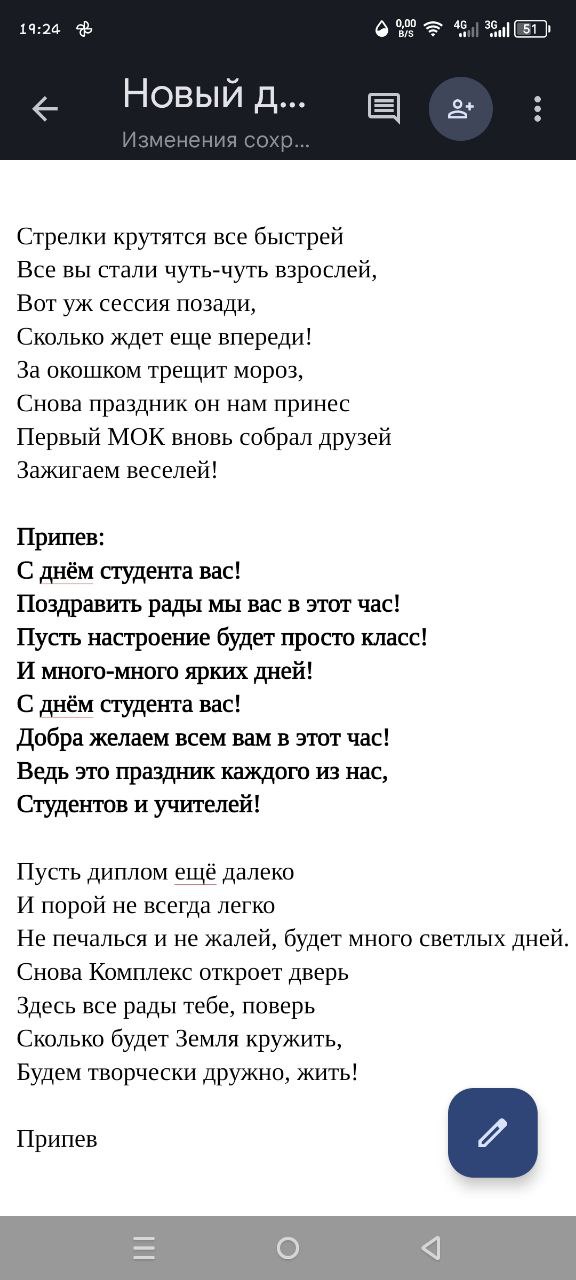 19:24
0,00
B/S
4G
3G
51
Новый д...
Изменения сохр...
Стрелки крутятся все быстрей
Все вы стали чуть-чуть взрослей,
Вот уж сессия позади,
Сколько ждет еще впереди!
За окошком трещит мороз,
Снова праздник он нам принес
Первый МОК вновь собрал друзей
Зажигаем веселей!
Припев:
С днём студента вас!
Поздравить рады мы вас в этот час!
Пусть настроение будет просто класс!
И много-много ярких дней!
С днём студента вас!
Добра желаем всем вам в этот час!
Ведь это праздник каждого из нас,
Студентов и учителей!
Пусть диплом ещё далеко
И порой не всегда легко
Не печалься и не жалей, будет много светлых дней.
Снова Комплекс откроет дверь
Здесь все рады тебе, поверь
Сколько будет Земля кружить,
Будем творчески дружно, жить!
Припев